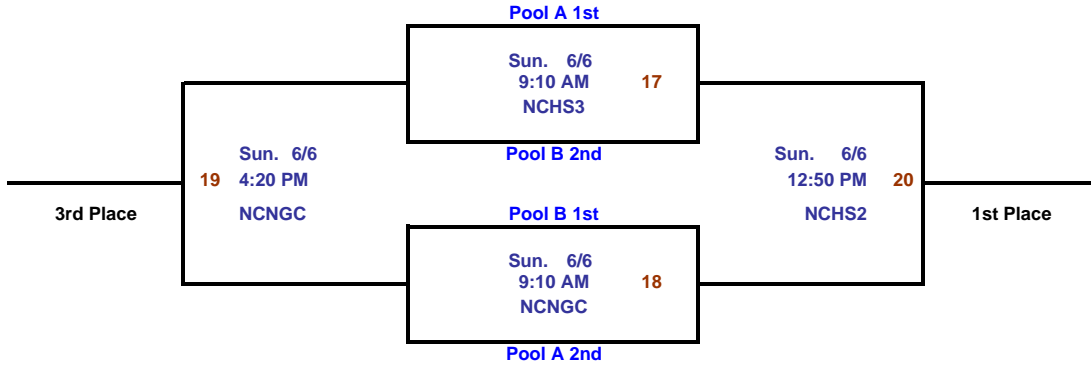 Pool A 1st
Sun. 6/6
9:10 AM 17
NCHS3
Pool B 2nd
Sun. 6/6
19 4:20 PM
NCNGC
3rd Place
Sun. 6/6
12:50 PM 20
NCHS2
1st Place
Pool B 1st
Sun. 6/6
9:10 AM 18
NCNGC
Pool A 2nd